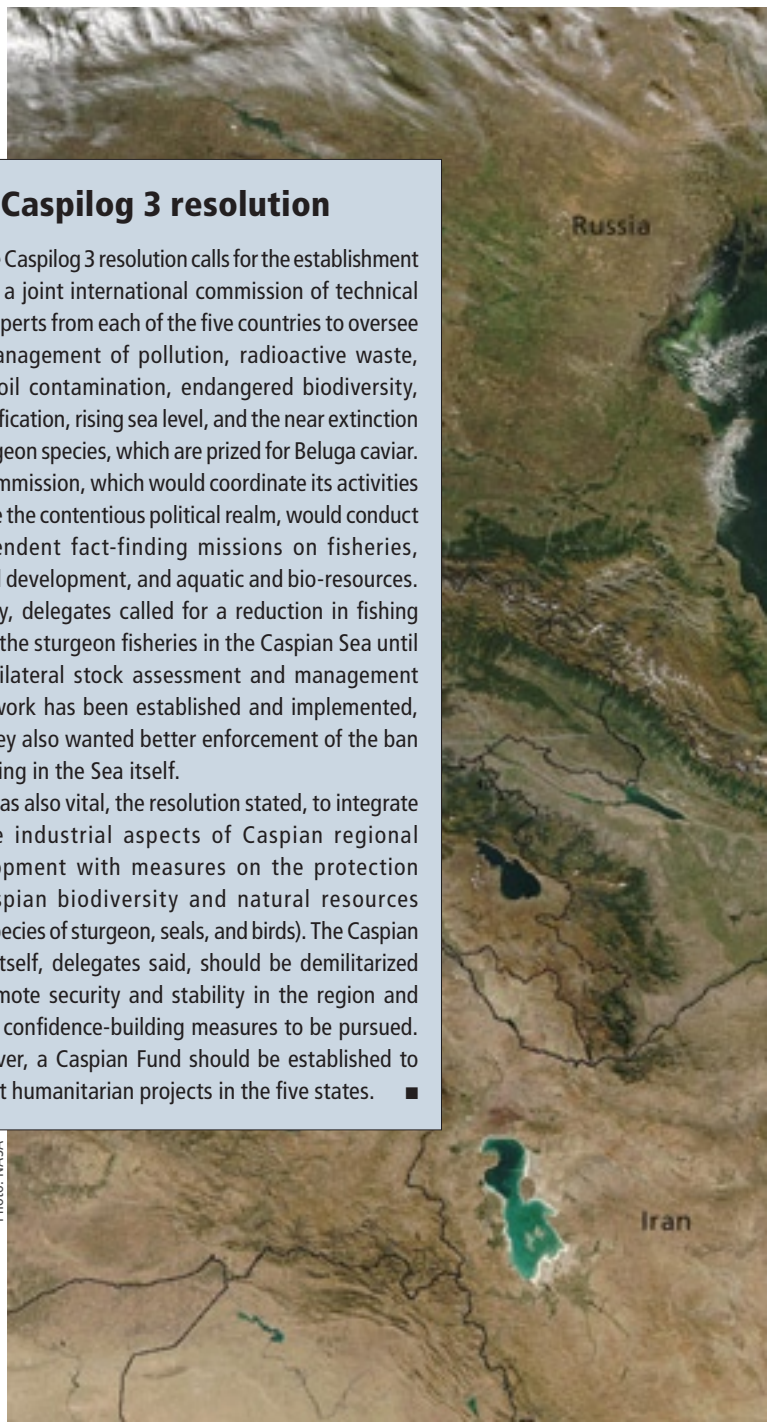 Caspilog 3 resolution
e Caspilog 3 resolution calls for the establishment
a joint international commission of technical
perts from each of the five countries to oversee
anagement of pollution, radioactive waste,
oil contamination, endangered biodiversity,
fication, rising sea level, and the near extinction
geon species, which are prized for Beluga caviar.
mmission, which would coordinate its activities
e the contentious political realm, would conduct
endent fact-finding missions on fisheries,
l development, and aquatic and bio-resources.
y, delegates called for a reduction in fishing
the sturgeon fisheries in the Caspian Sea until
ilateral stock assessment and management
work has been established and implemented,
ey also wanted better enforcement of the ban
ing in the Sea itself.
as also vital, the resolution stated, to integrate
e industrial aspects of Caspian regional
opment with measures on the protection
spian biodiversity and natural resources
pecies of sturgeon, seals, and birds). The Caspian
tself, delegates said, should be demilitarized
mote security and stability in the region and
confidence-building measures to be pursued.
ver, a Caspian Fund should be established to
t humanitarian projects in the five states. ■
Photo: NASA
Russia
Iran